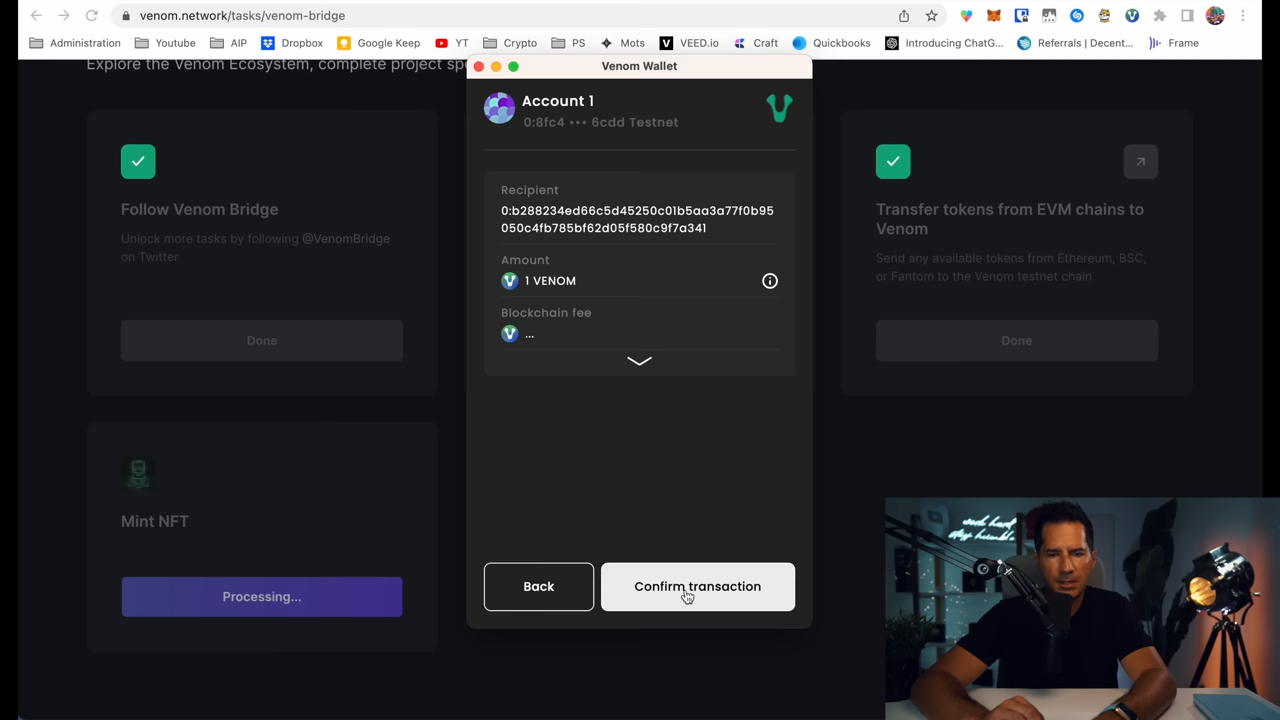 venom.network/tasks/venom-bridge
Administration
Youtube
AIP
Dropbox
Google Keep
YT
Crypto
PS
Mots
VEED.io
Craft
Quickbooks
Introducing ChatG...
Referrals | Decent...
Frame
Explore the Venom Ecosystem, complete project sp
Venom Wallet
Account 1
0:8fc4 ••• 6cdd Testnet
Recipient
0:b288234ed66c5d45250c01b5aa3a77f0b95
050c4fb785bf62d05f580c9f7a341
Amount
1 VENOM
Blockchain fee
...
Back
Confirm transaction
Follow Venom Bridge
Unlock more tasks by following @VenomBridge
on Twitter
Done
Transfer tokens from EVM chains to
Venom
Send any available tokens from Ethereum, BSC,
or Fantom to the Venom testnet chain
Done
Mint NFT
Processing...
work hard
stay humble